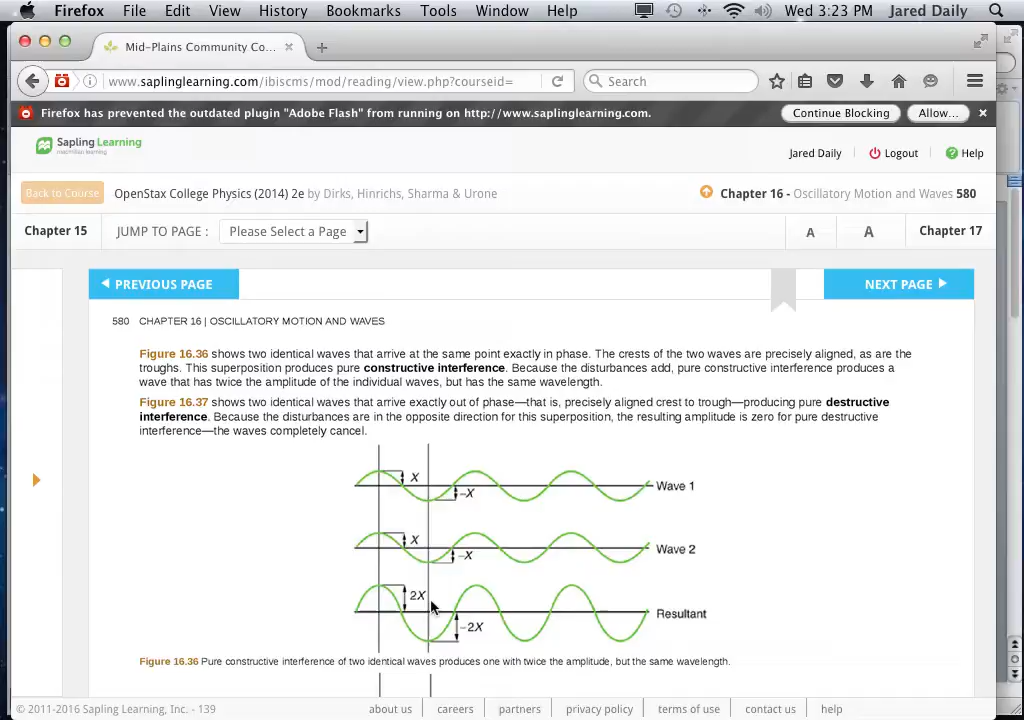 Firefox File Edit View History Bookmarks Tools Window Help Wed 3:23 PM Jared Daily
Mid-Plains Community Co...
www.saplinglearning.com/ibiscms/mod/reading/view.php?courseid= Search
Firefox has prevented the outdated plugin "Adobe Flash" from running on http://www.saplinglearning.com. Continue Blocking Allow...
Sapling Learning
macmillan learning
Jared Daily Logout Help
Back to Course OpenStax College Physics (2014) 2e by Dirks, Hinrichs, Sharma & Urone Chapter 16 - Oscillatory Motion and Waves 580
Chapter 15 JUMP TO PAGE : Please Select a Page A A Chapter 17
PREVIOUS PAGE NEXT PAGE
580 CHAPTER 16 | OSCILLATORY MOTION AND WAVES
Figure 16.36 shows two identical waves that arrive at the same point exactly in phase. The crests of the two waves are precisely aligned, as are the
troughs. This superposition produces pure constructive interference. Because the disturbances add, pure constructive interference produces a
wave that has twice the amplitude of the individual waves, but has the same wavelength.
Figure 16.37 shows two identical waves that arrive exactly out of phase—that is, precisely aligned crest to trough—producing pure destructive
interference. Because the disturbances are in the opposite direction for this superposition, the resulting amplitude is zero for pure destructive
interference—the waves completely cancel.
X
–X
Wave 1
X
–X
Wave 2
2X
–2X
Resultant
Figure 16.36 Pure constructive interference of two identical waves produces one with twice the amplitude, but the same wavelength.
© 2011-2016 Sapling Learning, Inc. - 139 about us careers partners privacy policy terms of use contact us help